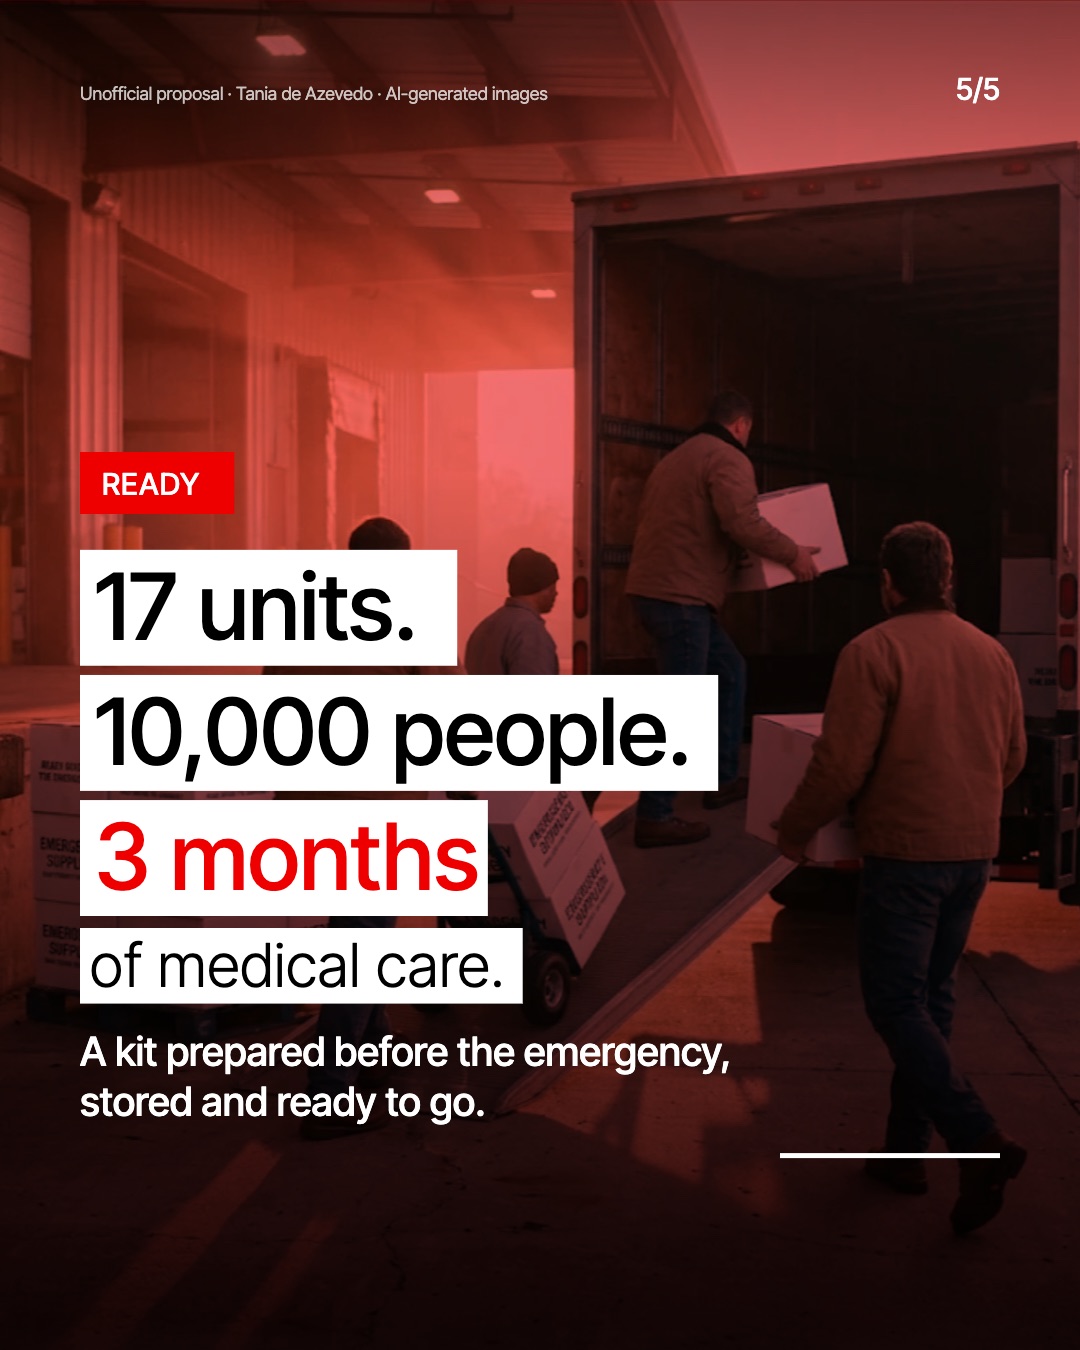 Unofficial proposal · Tania de Azevedo · AI-generated images
5/5
READY
17 units.
10,000 people.
3 months
of medical care.
A kit prepared before the emergency,
stored and ready to go.